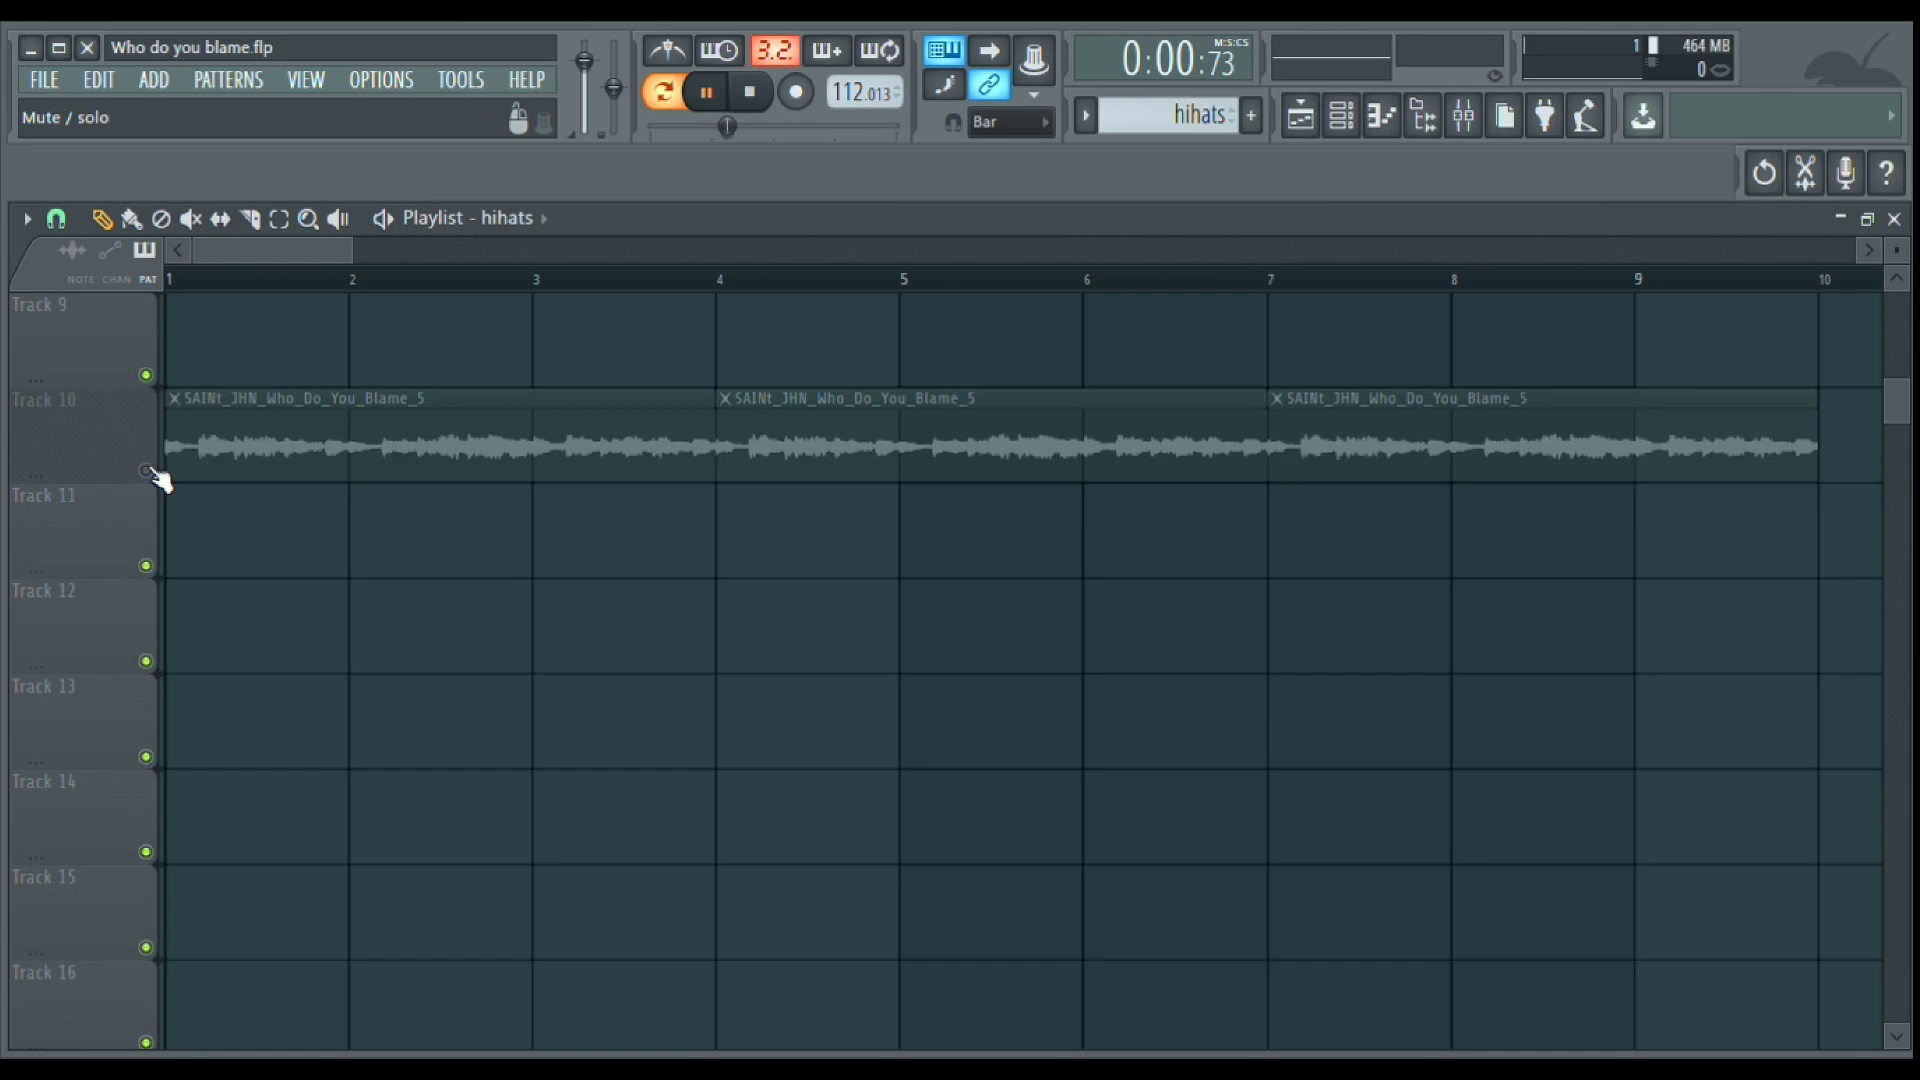 Who do you blame.flp
FILE EDIT ADD PATTERNS VIEW OPTIONS TOOLS HELP
Mute / solo
3.2.
112.013
Bar
0:00:73
M:S:CS
hihats
1
464 MB
0
Playlist - hihats
NOTE CHAN PAT
1 2 3 4 5 6 7 8 9 10
Track 9
Track 10
SAINt_JHN_Who_Do_You_Blame_5 SAINt_JHN_Who_Do_You_Blame_5 SAINt_JHN_Who_Do_You_Blame_5
Track 11
Track 12
Track 13
Track 14
Track 15
Track 16